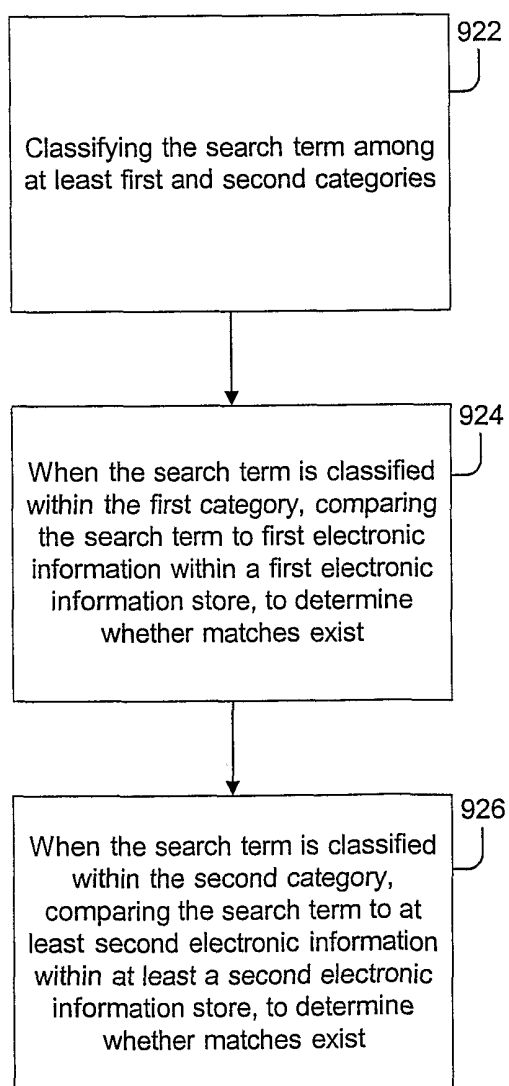 922
Classifying the search term among
at least first and second categories
924
When the search term is classified
within the first category, comparing
the search term to first electronic
information within a first electronic
information store, to determine
whether matches exist
926
When the search term is classified
within the second category,
comparing the search term to at
least second electronic information
within at least a second electronic
information store, to determine
whether matches exist